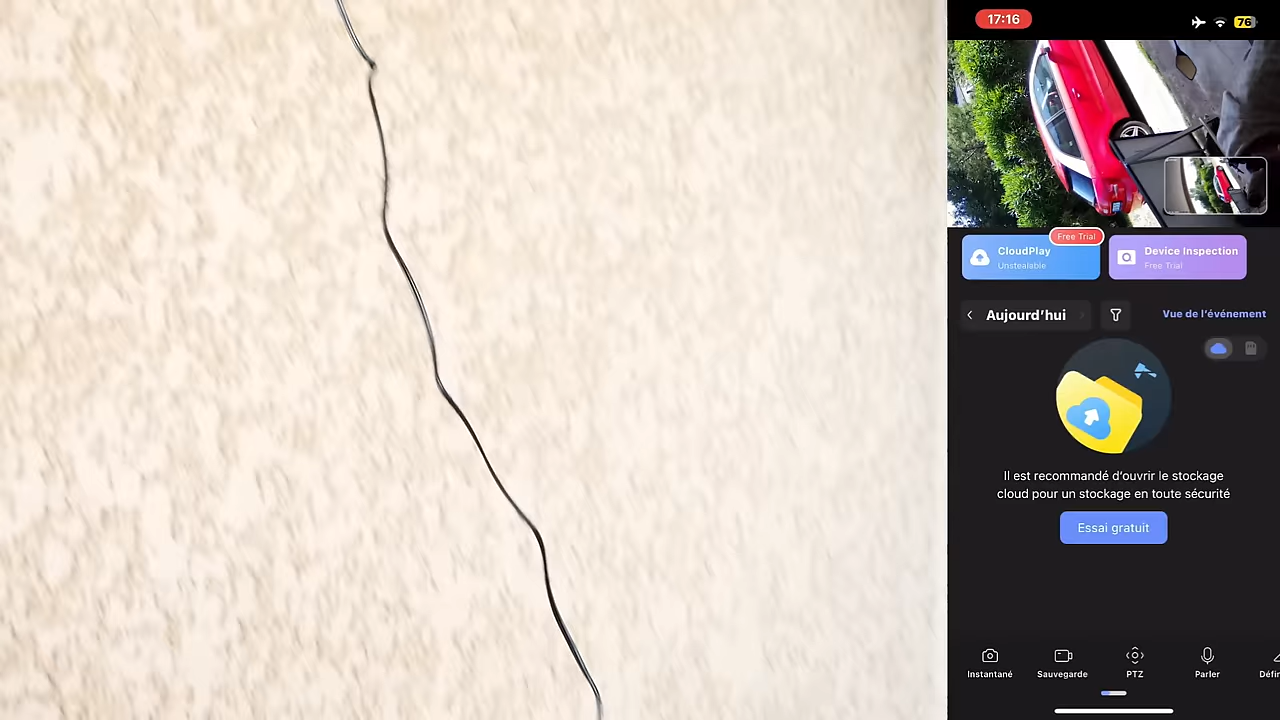 17:16
76
Free Trial
CloudPlay
Unstealable
Device Inspection
Free Trial
Aujourd'hui
Vue de l'événement
Il est recommandé d'ouvrir le stockage
cloud pour un stockage en toute sécurité
Essai gratuit
Instantané
Sauvegarde
PTZ
Parler